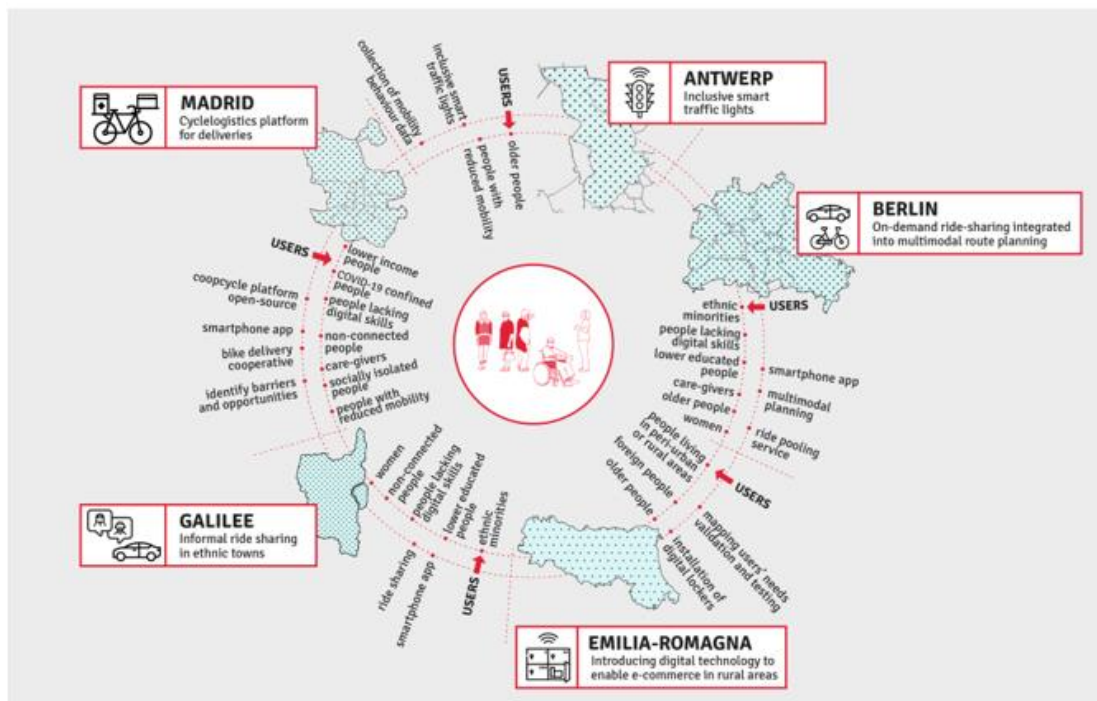 MADRID
Cyclelogistics platform
for deliveries
collection of mobility
behaviour data
inclusive smart
traffic lights
USERS
older people
people with
reduced mobility
ANTWERP
Inclusive smart
traffic lights
BERLIN
On-demand ride-sharing integrated
into multimodal route planning
USERS
ethnic
minorities
people lacking
digital skills
lower educated
people
care-givers
older people
women
smartphone app
multimodal
planning
ride pooling
service
USERS
people living
in peri-urban
or rural areas
foreign people
older people
mapping users' needs
validation and testing
installation of
digital lockers
EMILIA-ROMAGNA
Introducing digital technology to
enable e-commerce in rural areas
USERS
ethnic
minorities
lower educated
people
people lacking
digital skills
non-connected
people
women
ride sharing
smartphone app
GALILEE
Informal ride sharing
in ethnic towns
USERS
lower income
people
COVID-19 confined
people
people lacking
digital skills
non-connected
people
care-givers
socially isolated
people
people with
reduced mobility
coopcycle platform
open-source
smartphone app
bike delivery
cooperative
identify barriers
and opportunities